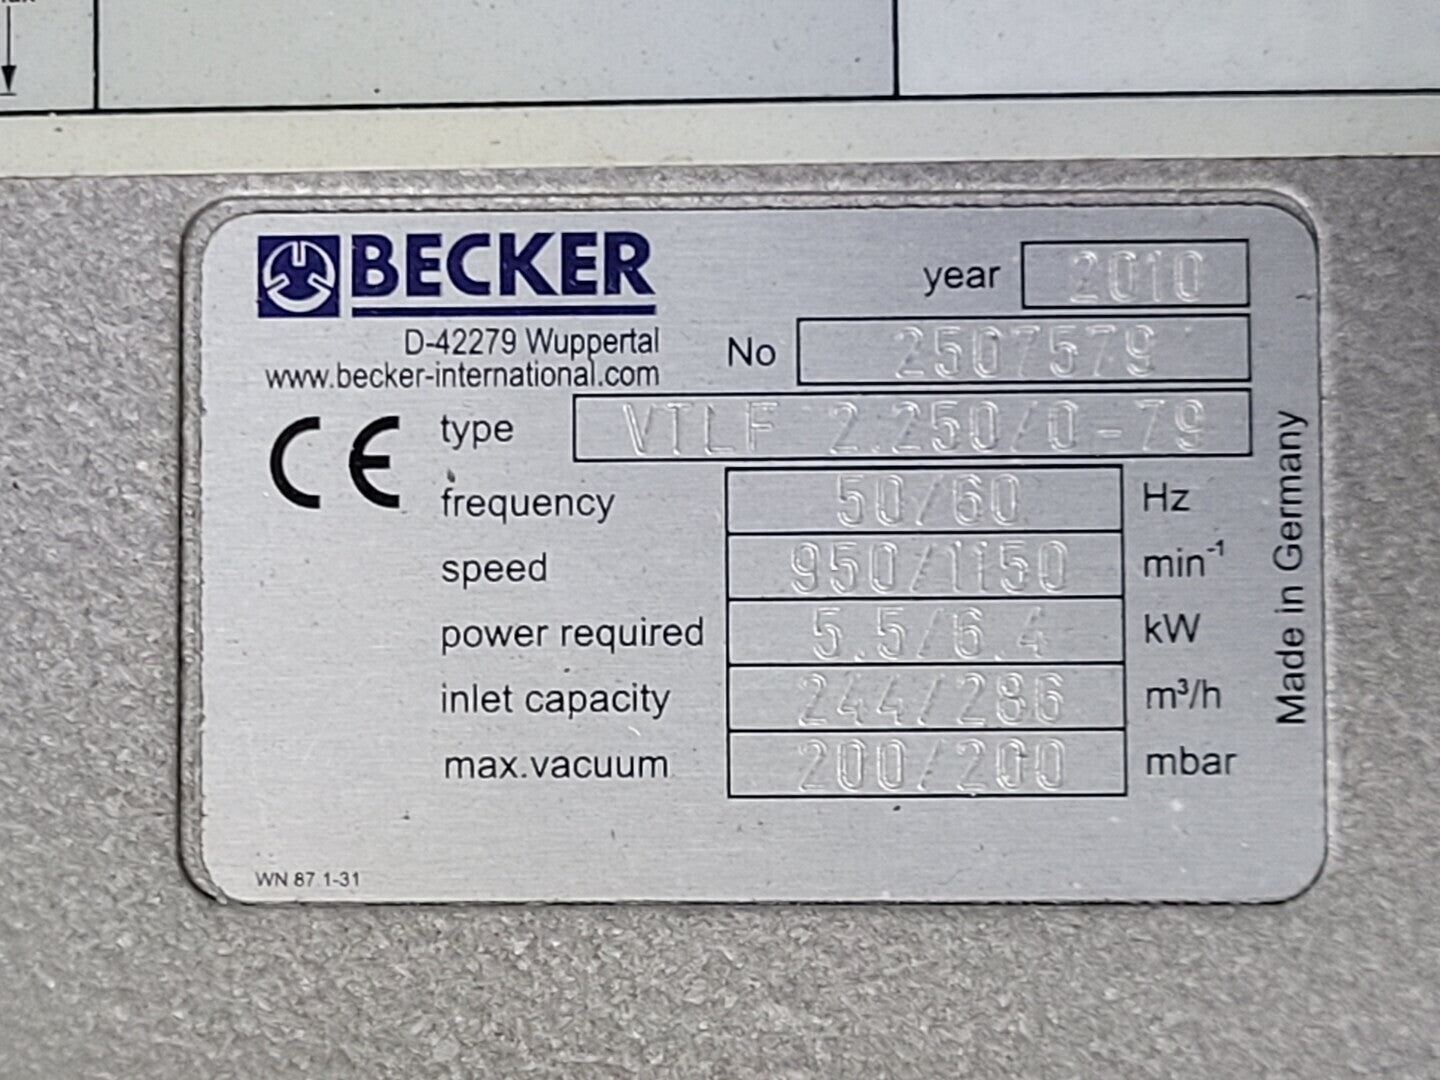 BECKER
D-42279 Wuppertal
www.becker-international.com
year 2010
No 2507579
CE type VTLF 2.250/0-79
frequency 50/60 Hz
speed 950/1150 min⁻¹
power required 5.5/6.4 kW
inlet capacity 244/286 m³/h
max.vacuum 200/200 mbar
Made in Germany
WN 87 1-31